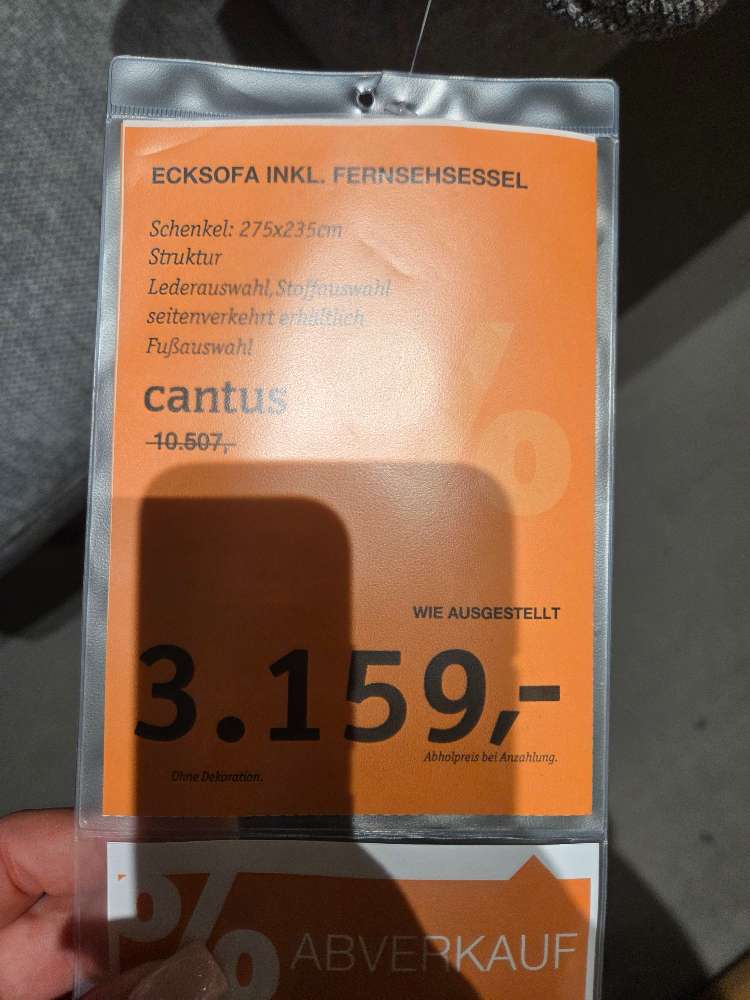 ECKSOFA INKL. FERNSEHSESSEL
Schenkel: 275x235cm
Struktur
Lederauswahl,Stoffauswahl
seitenverkehrt erhältlich
Fußauswahl
cantus
10.507,-
%
WIE AUSGESTELLT
3.159,-
Abholpreis bei Anzahlung.
Ohne Dekoration.
% ABVERKAUF